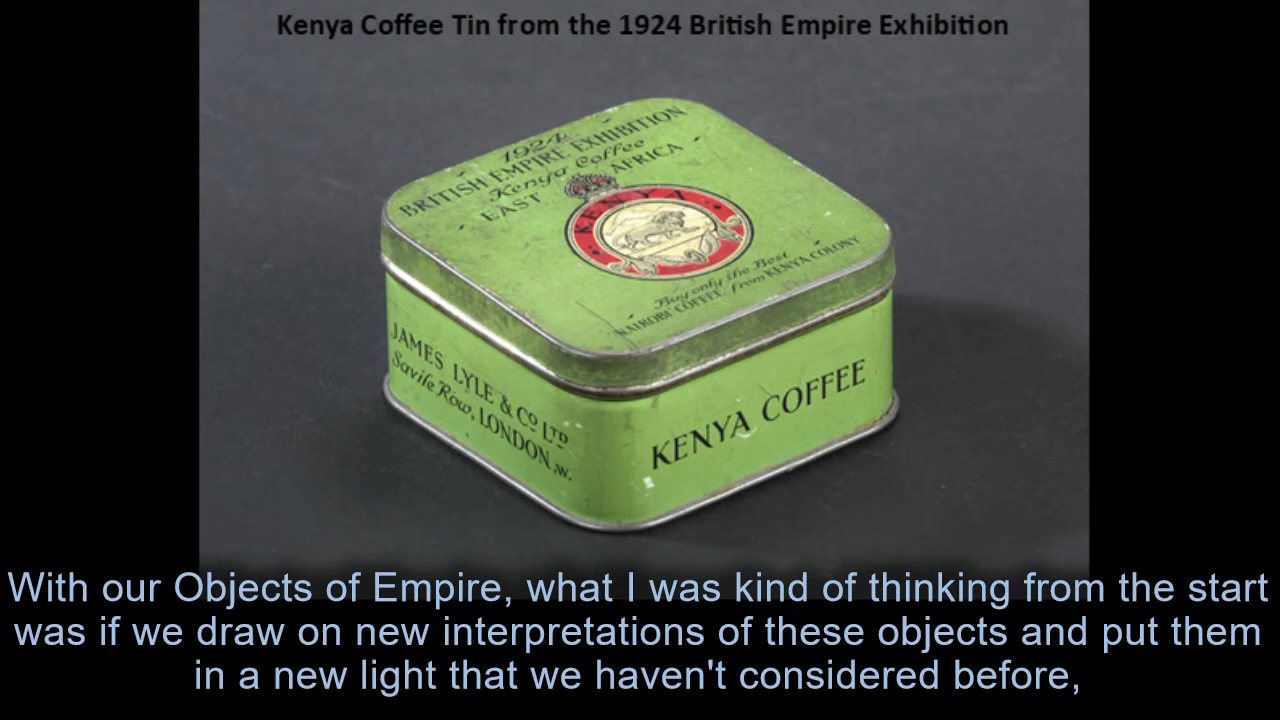 Kenya Coffee Tin from the 1924 British Empire Exhibition
1924
BRITISH EMPIRE EXHIBITION
Kenya Coffee
EAST AFRICA
KENYA
Buy only the Best
NAIROBI COFFEE, from KENYA COLONY
JAMES LYLE & CO LTD
Savile Row, LONDON .W.
KENYA COFFEE
With our Objects of Empire, what I was kind of thinking from the start
was if we draw on new interpretations of these objects and put them
in a new light that we haven't considered before,